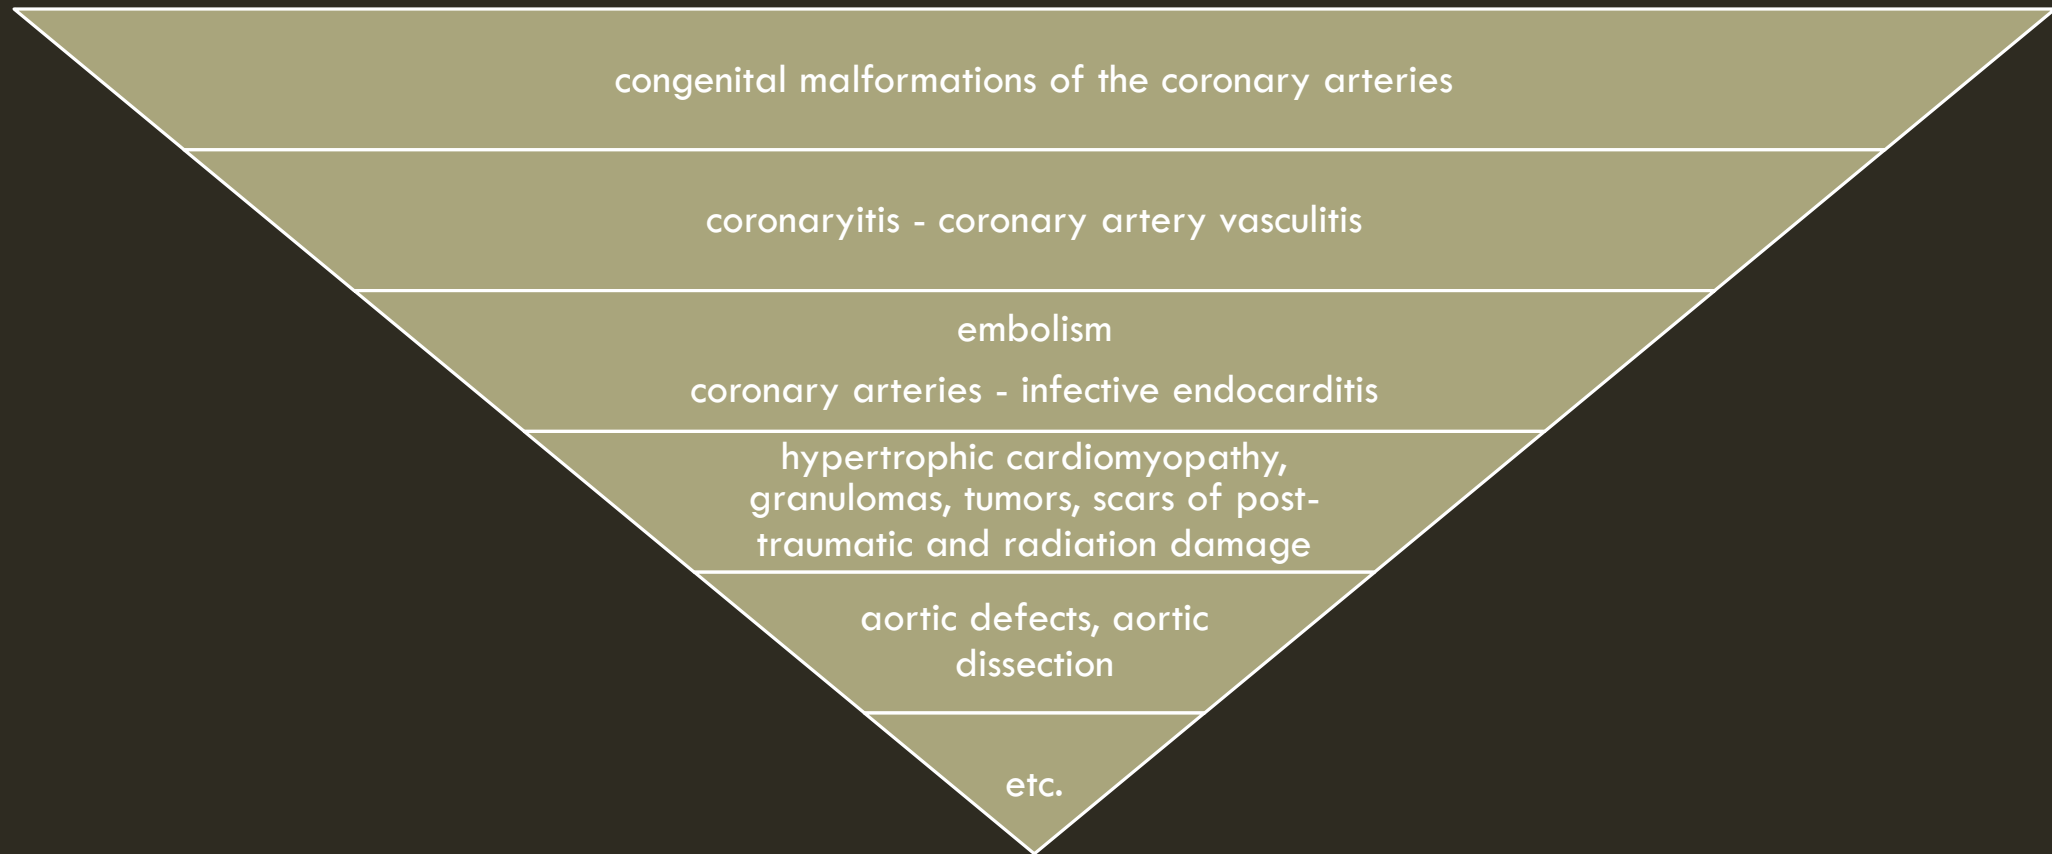 congenital malformations of the coronary arteries
coronaryitis - coronary artery vasculitis
embolism
coronary arteries - infective endocarditis
hypertrophic cardiomyopathy,
granulomas, tumors, scars of post-
traumatic and radiation damage
aortic defects, aortic
dissection
etc.